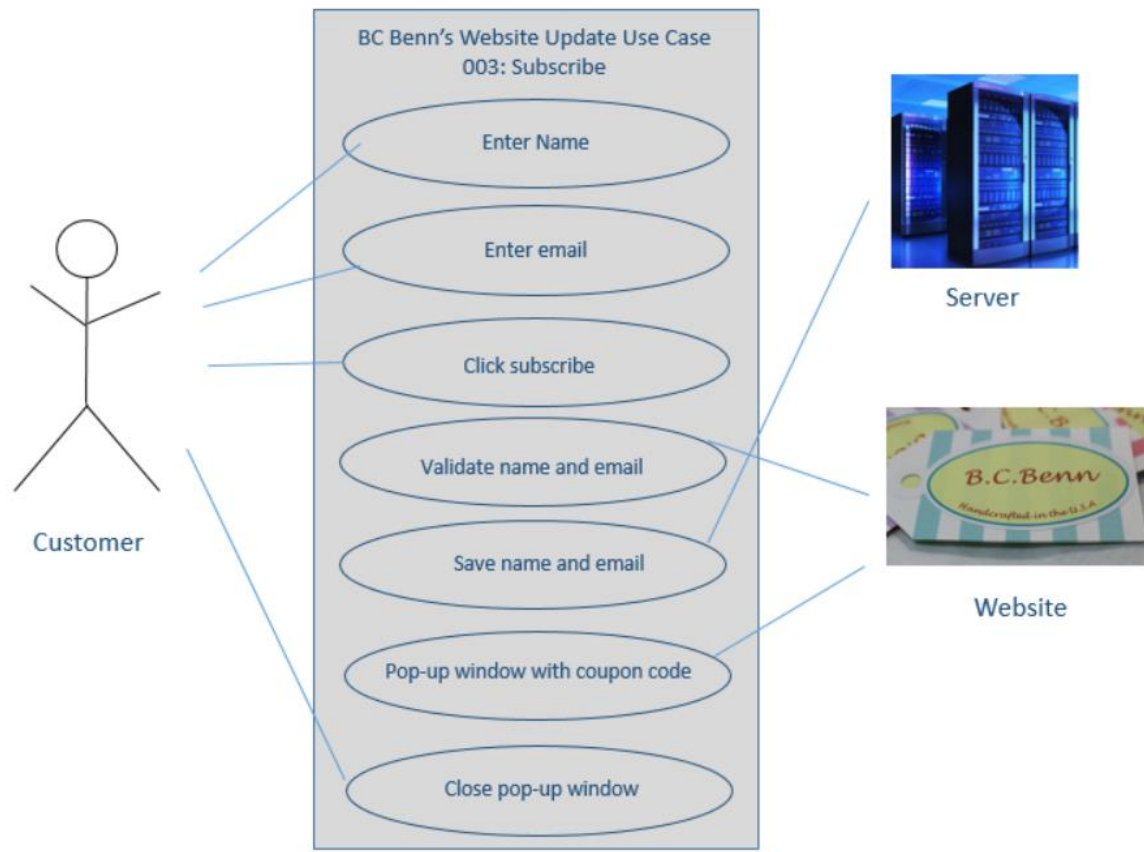 BC Benn's Website Update Use Case
003: Subscribe
Enter Name
Enter email
Click subscribe
Validate name and email
Save name and email
Pop-up window with coupon code
Close pop-up window
Customer
Server
B.C.Benn
Handcrafted in the U.S.A
Website